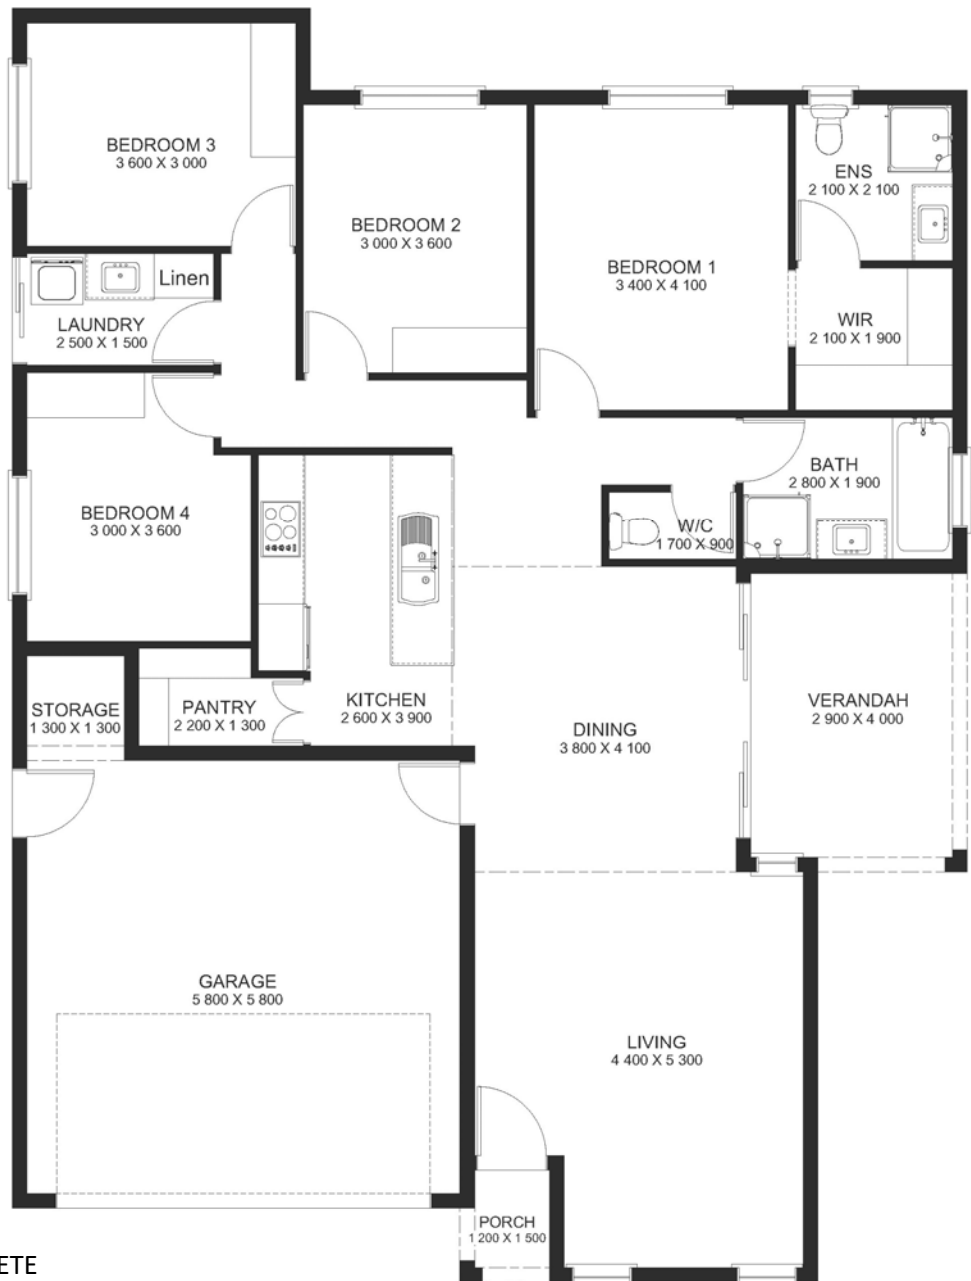 BEDROOM 3
3 600 X 3 000
BEDROOM 2
3 000 X 3 600
ENS
2 100 X 2 100
BEDROOM 1
3 400 X 4 100
Linen
LAUNDRY
2 500 X 1 500
WIR
2 100 X 1 900
BATH
2 800 X 1 900
BEDROOM 4
3 000 X 3 600
W/C
1 700 X 900
STORAGE
1 300 X 1 300
PANTRY
2 200 X 1 300
KITCHEN
2 600 X 3 900
DINING
3 800 X 4 100
VERANDAH
2 900 X 4 000
GARAGE
5 800 X 5 800
LIVING
4 400 X 5 300
PORCH
1 200 X 1 500
ETE